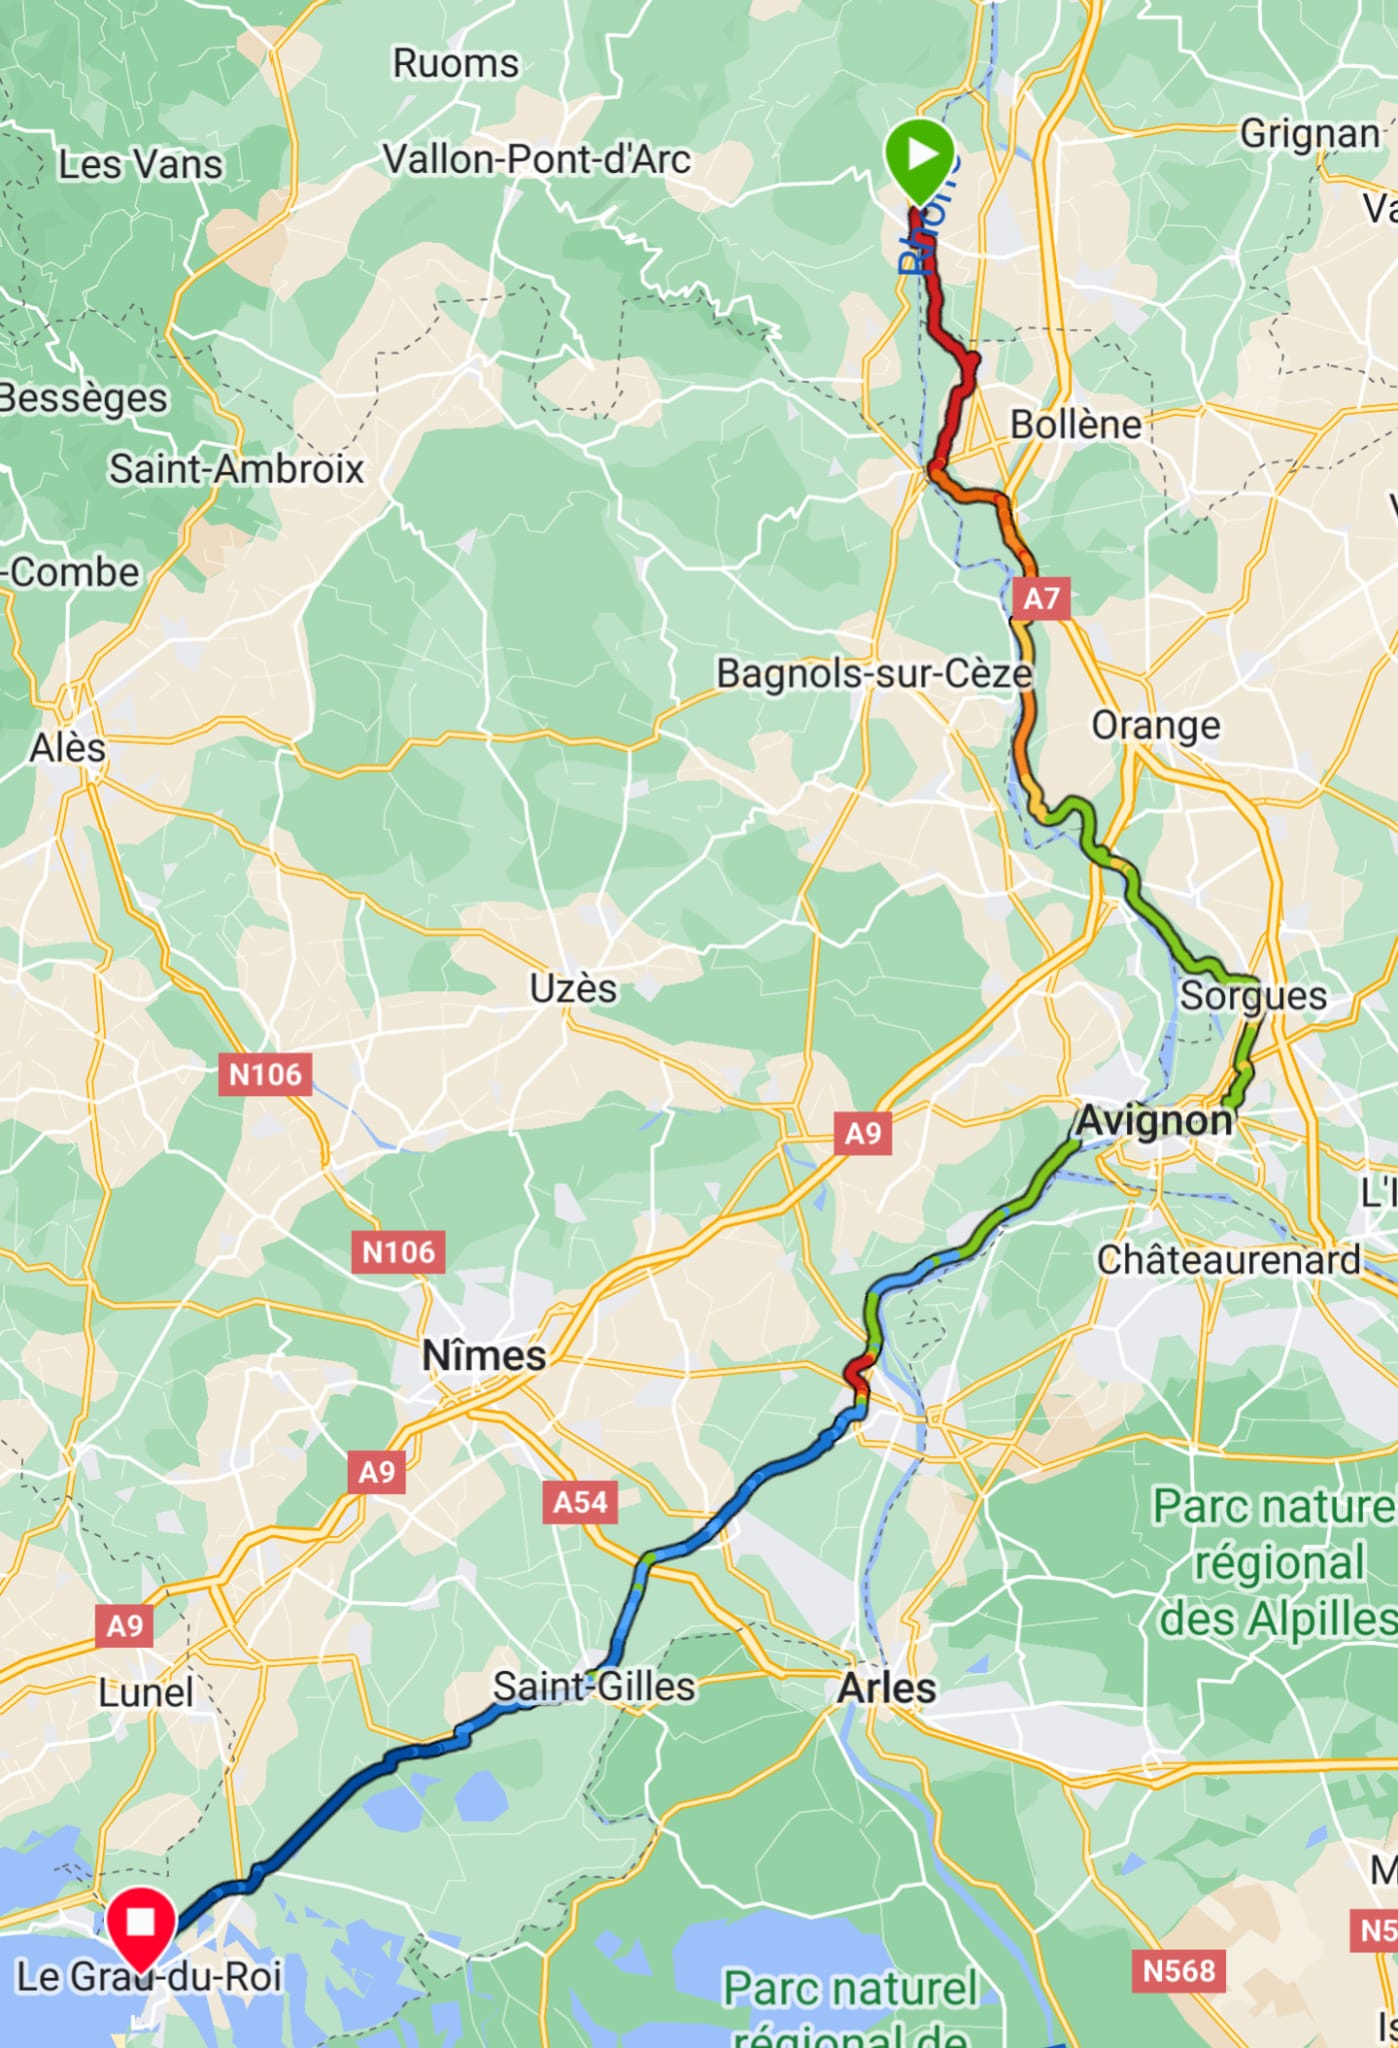 Ruoms
Grignan
Les Vans
Vallon-Pont-d'Arc
Rhône
Bessèges
Bollène
Saint-Ambroix
-Combe
A7
Bagnols-sur-Cèze
Orange
Alès
Uzès
Sorgues
N106
Avignon
A9
L'I
N106
Châteaurenard
Nîmes
A9
A54
Parc nature
régional
des Alpilles
A9
Saint-Gilles
Arles
Lunel
M
N5
Le Grau-du-Roi
N568
Parc naturel
régional de
Is